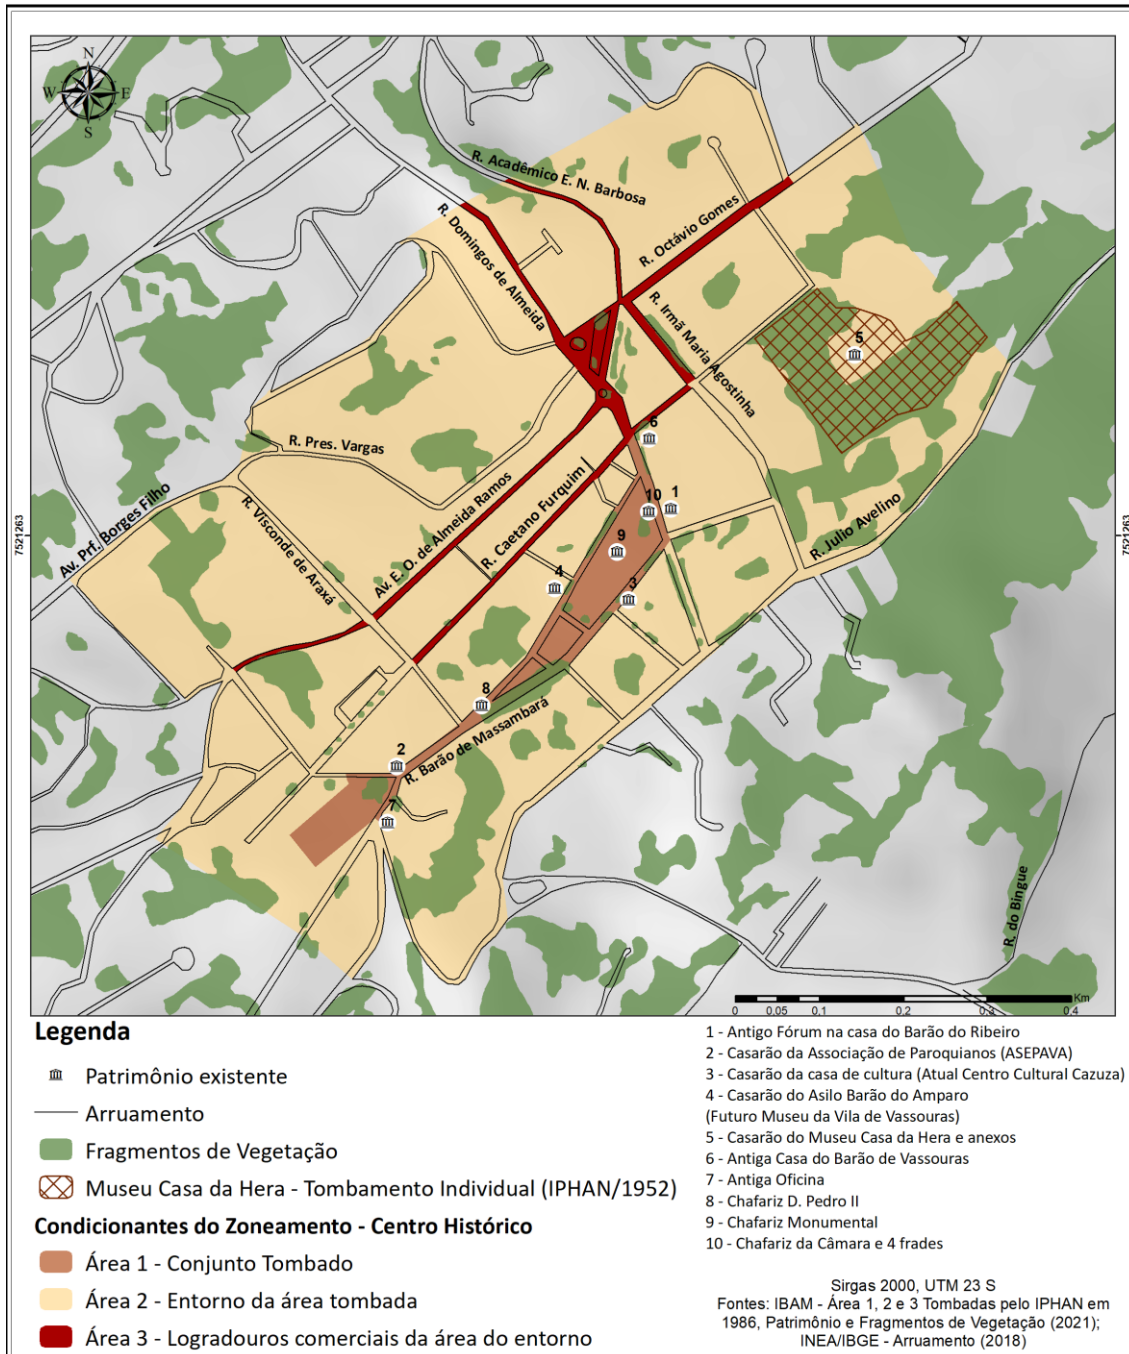 N
W
E
S
R. Acadêmico E. N. Barbosa
R. Domingos de Almeida
R. Octávio Gomes
R. Irmã Maria Agostinha
5
R. Pres. Vargas
6
Av. Prf. Borges Filho
R. Visconde de Araxá
Av. E. O. de Almeida Ramos
R. Caetano Furquim
10
1
R. Julio Avelino
7521263
7521263
9
4
3
8
R. Barão de Massambará
2
7
R. do Bingue
Km
0
0.05
0.1
0.2
0.3
0.4
Legenda
Patrimônio existente
Arruamento
Fragmentos de Vegetação
Museu Casa da Hera - Tombamento Individual (IPHAN/1952)
Condicionantes do Zoneamento - Centro Histórico
Área 1 - Conjunto Tombado
Área 2 - Entorno da área tombada
Área 3 - Logradouros comerciais da área do entorno
1 - Antigo Fórum na casa do Barão do Ribeiro
2 - Casarão da Associação de Paroquianos (ASEPAVA)
3 - Casarão da casa de cultura (Atual Centro Cultural Cazuza)
4 - Casarão do Asilo Barão do Amparo
(Futuro Museu da Vila de Vassouras)
5 - Casarão do Museu Casa da Hera e anexos
6 - Antiga Casa do Barão de Vassouras
7 - Antiga Oficina
8 - Chafariz D. Pedro II
9 - Chafariz Monumental
10 - Chafariz da Câmara e 4 frades
Sirgas 2000, UTM 23 S
Fontes: IBAM - Área 1, 2 e 3 Tombadas pelo IPHAN em
1986, Patrimônio e Fragmentos de Vegetação (2021);
INEA/IBGE - Arruamento (2018)